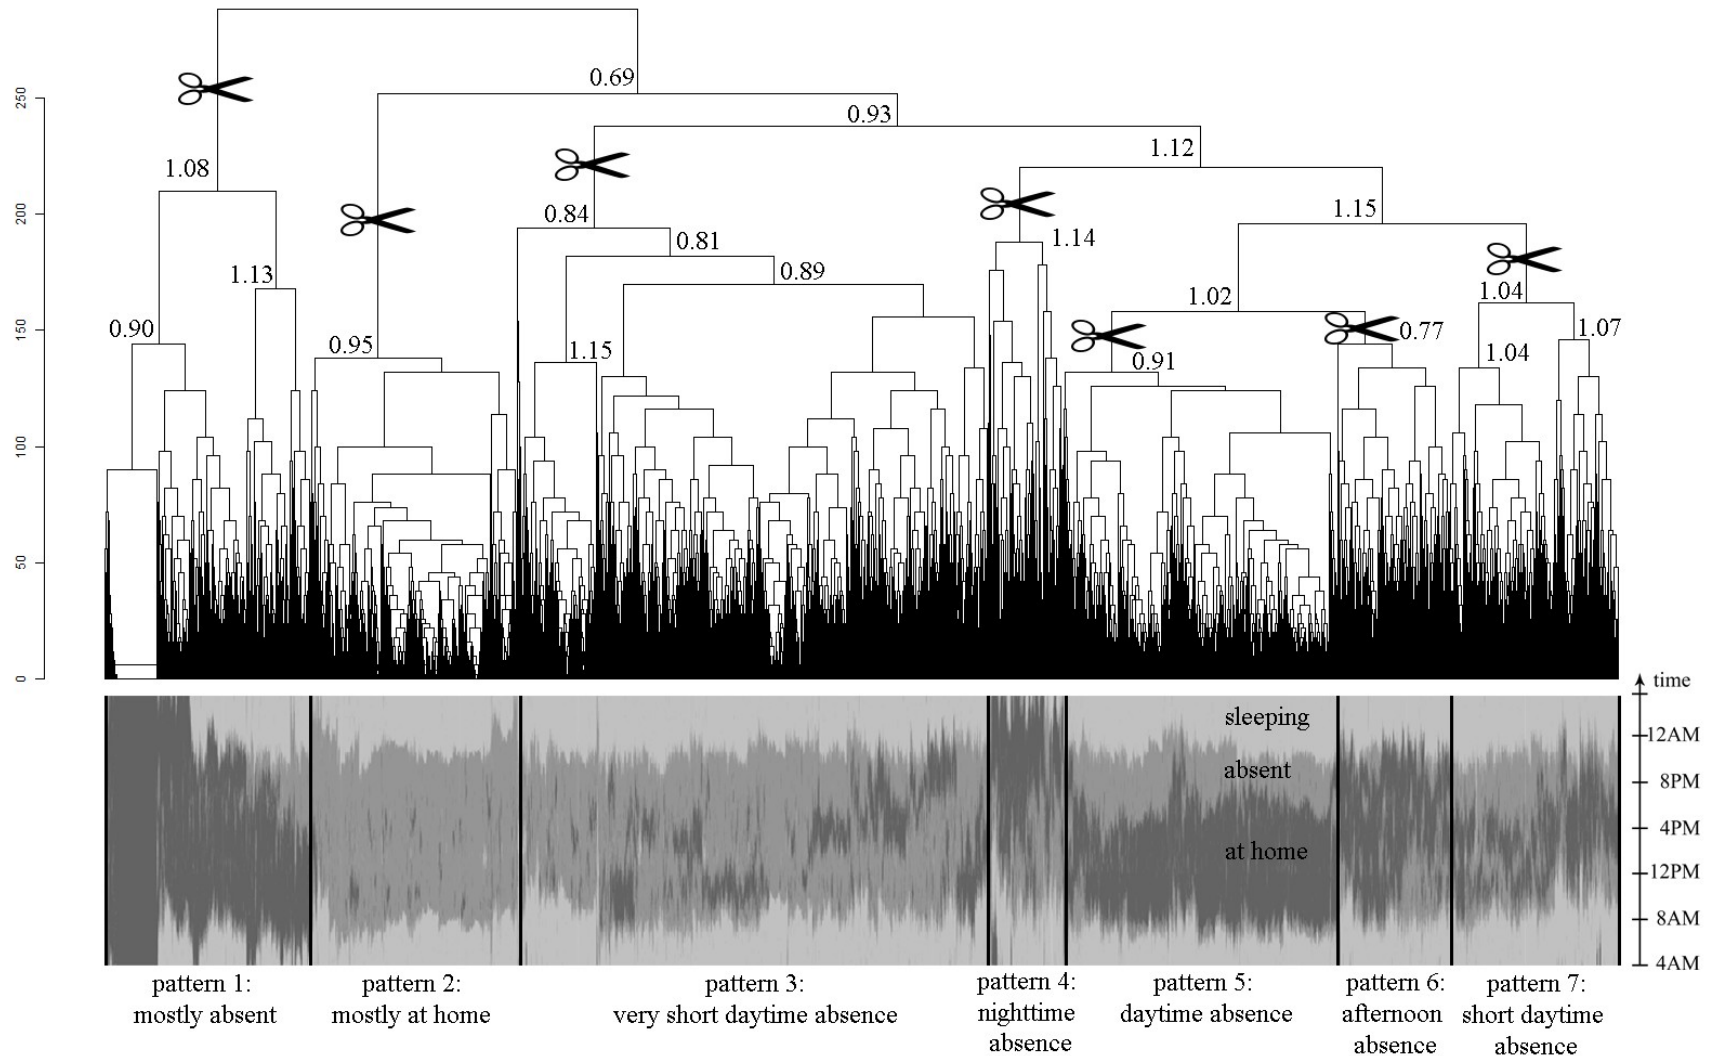 0.69
250
0.93
1.12
1.08
200
0.84
1.15
0.81
1.14
1.13
0.89
1.04
1.02
150
0.90
0.77
1.07
0.95
1.15
1.04
0.91
100
50
0
time
sleeping
12AM
absent
8PM
4PM
at home
12PM
8AM
4AM
pattern 1:
mostly absent
pattern 2:
mostly at home
pattern 3:
very short daytime absence
pattern 4:
nighttime
absence
pattern 5:
daytime absence
pattern 6:
afternoon
absence
pattern 7:
short daytime
absence